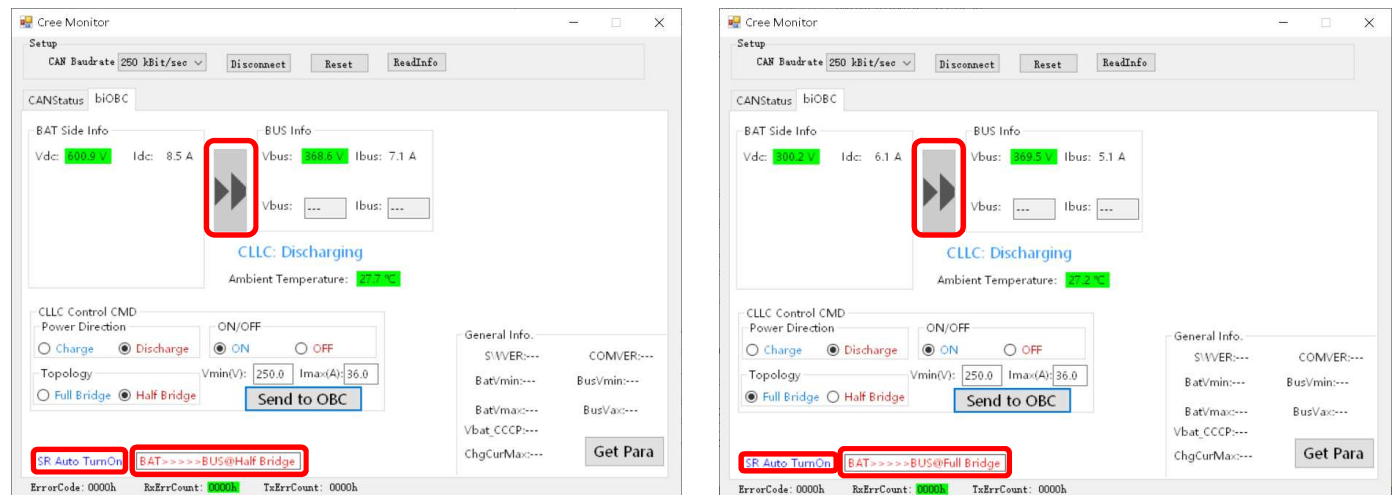 Cree Monitor
Setup
CAN Baudrate 250 kBit/sec Disconnect Reset ReadInfo
CANStatus biOBC
BAT Side Info BUS Info
Vdc: 600.9 V Idc: 8.5 A Vbus: 368.6 V Ibus: 7.1 A
Vbus: --- Ibus: ---
CLLC: Discharging
Ambient Temperature: 27.7 ℃
CLLC Control CMD
Power Direction ON/OFF
Charge Discharge ON OFF
Topology Vmin(V): 250.0 Imax(A): 36.0
Full Bridge Half Bridge Send to OBC
General Info.
SWVER:--- COMVER:---
BatVmin:--- BusVmin:---
BatVmax:--- BusVax:---
Vbat_CCCP:---
ChgCurMax:--- Get Para
SR Auto TurnOn BAT>>>>>BUS@Half Bridge
ErrorCode: 0000h RxErrCount: 0000h TxErrCount: 0000h
Cree Monitor
Setup
CAN Baudrate 250 kBit/sec Disconnect Reset ReadInfo
CANStatus biOBC
BAT Side Info BUS Info
Vdc: 300.2 V Idc: 6.1 A Vbus: 369.5 V Ibus: 5.1 A
Vbus: --- Ibus: ---
CLLC: Discharging
Ambient Temperature: 27.2 ℃
CLLC Control CMD
Power Direction ON/OFF
Charge Discharge ON OFF
Topology Vmin(V): 250.0 Imax(A): 36.0
Full Bridge Half Bridge Send to OBC
General Info.
SWVER:--- COMVER:---
BatVmin:--- BusVmin:---
BatVmax:--- BusVax:---
Vbat_CCCP:---
ChgCurMax:--- Get Para
SR Auto TurnOn BAT>>>>>BUS@Full Bridge
ErrorCode: 0000h RxErrCount: 0000h TxErrCount: 0000h